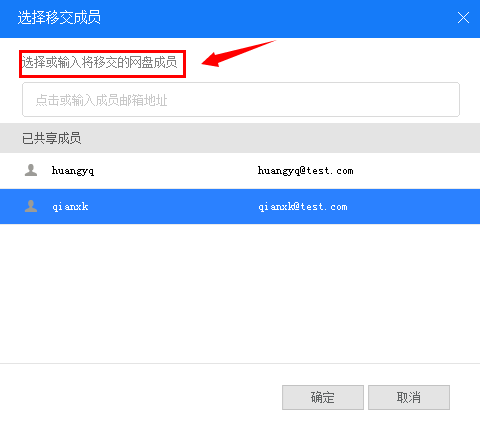 选择移交成员
选择或输入将移交的网盘成员
点击或输入成员邮箱地址
已共享成员
huangyq huangyq@test.com
qianxk qianxk@test.com
确定 取消